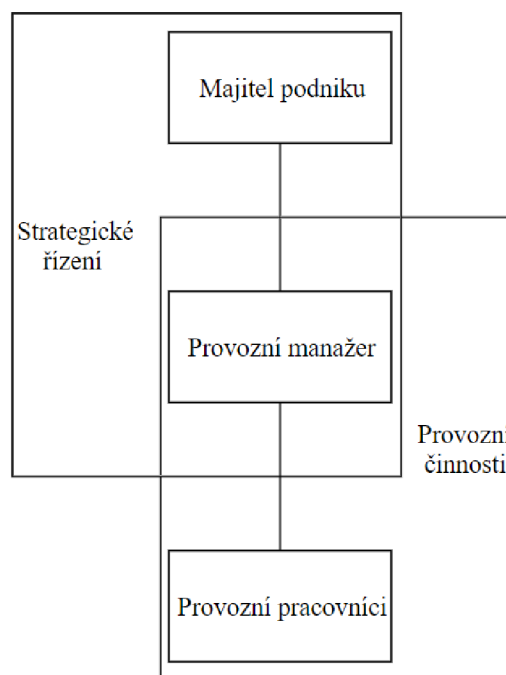 Majitel podniku
Strategické
řízení
Provozní manažer
Provozní
činnosti
Provozní pracovníci